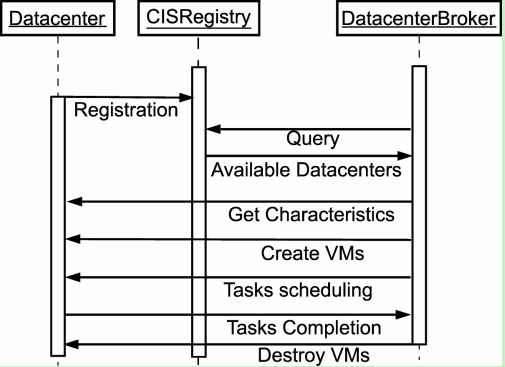 Datacenter
CISRegistry
DatacenterBroker
Registration
Query
Available Datacenters
Get Characteristics
Create VMs
Tasks scheduling
Tasks Completion
Destroy VMs